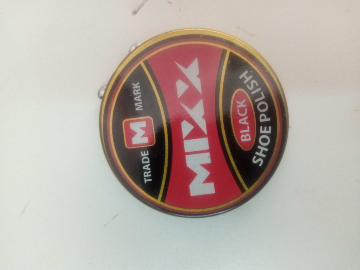 TRADE M MARK
MIXX
BLACK
SHOE POLISH